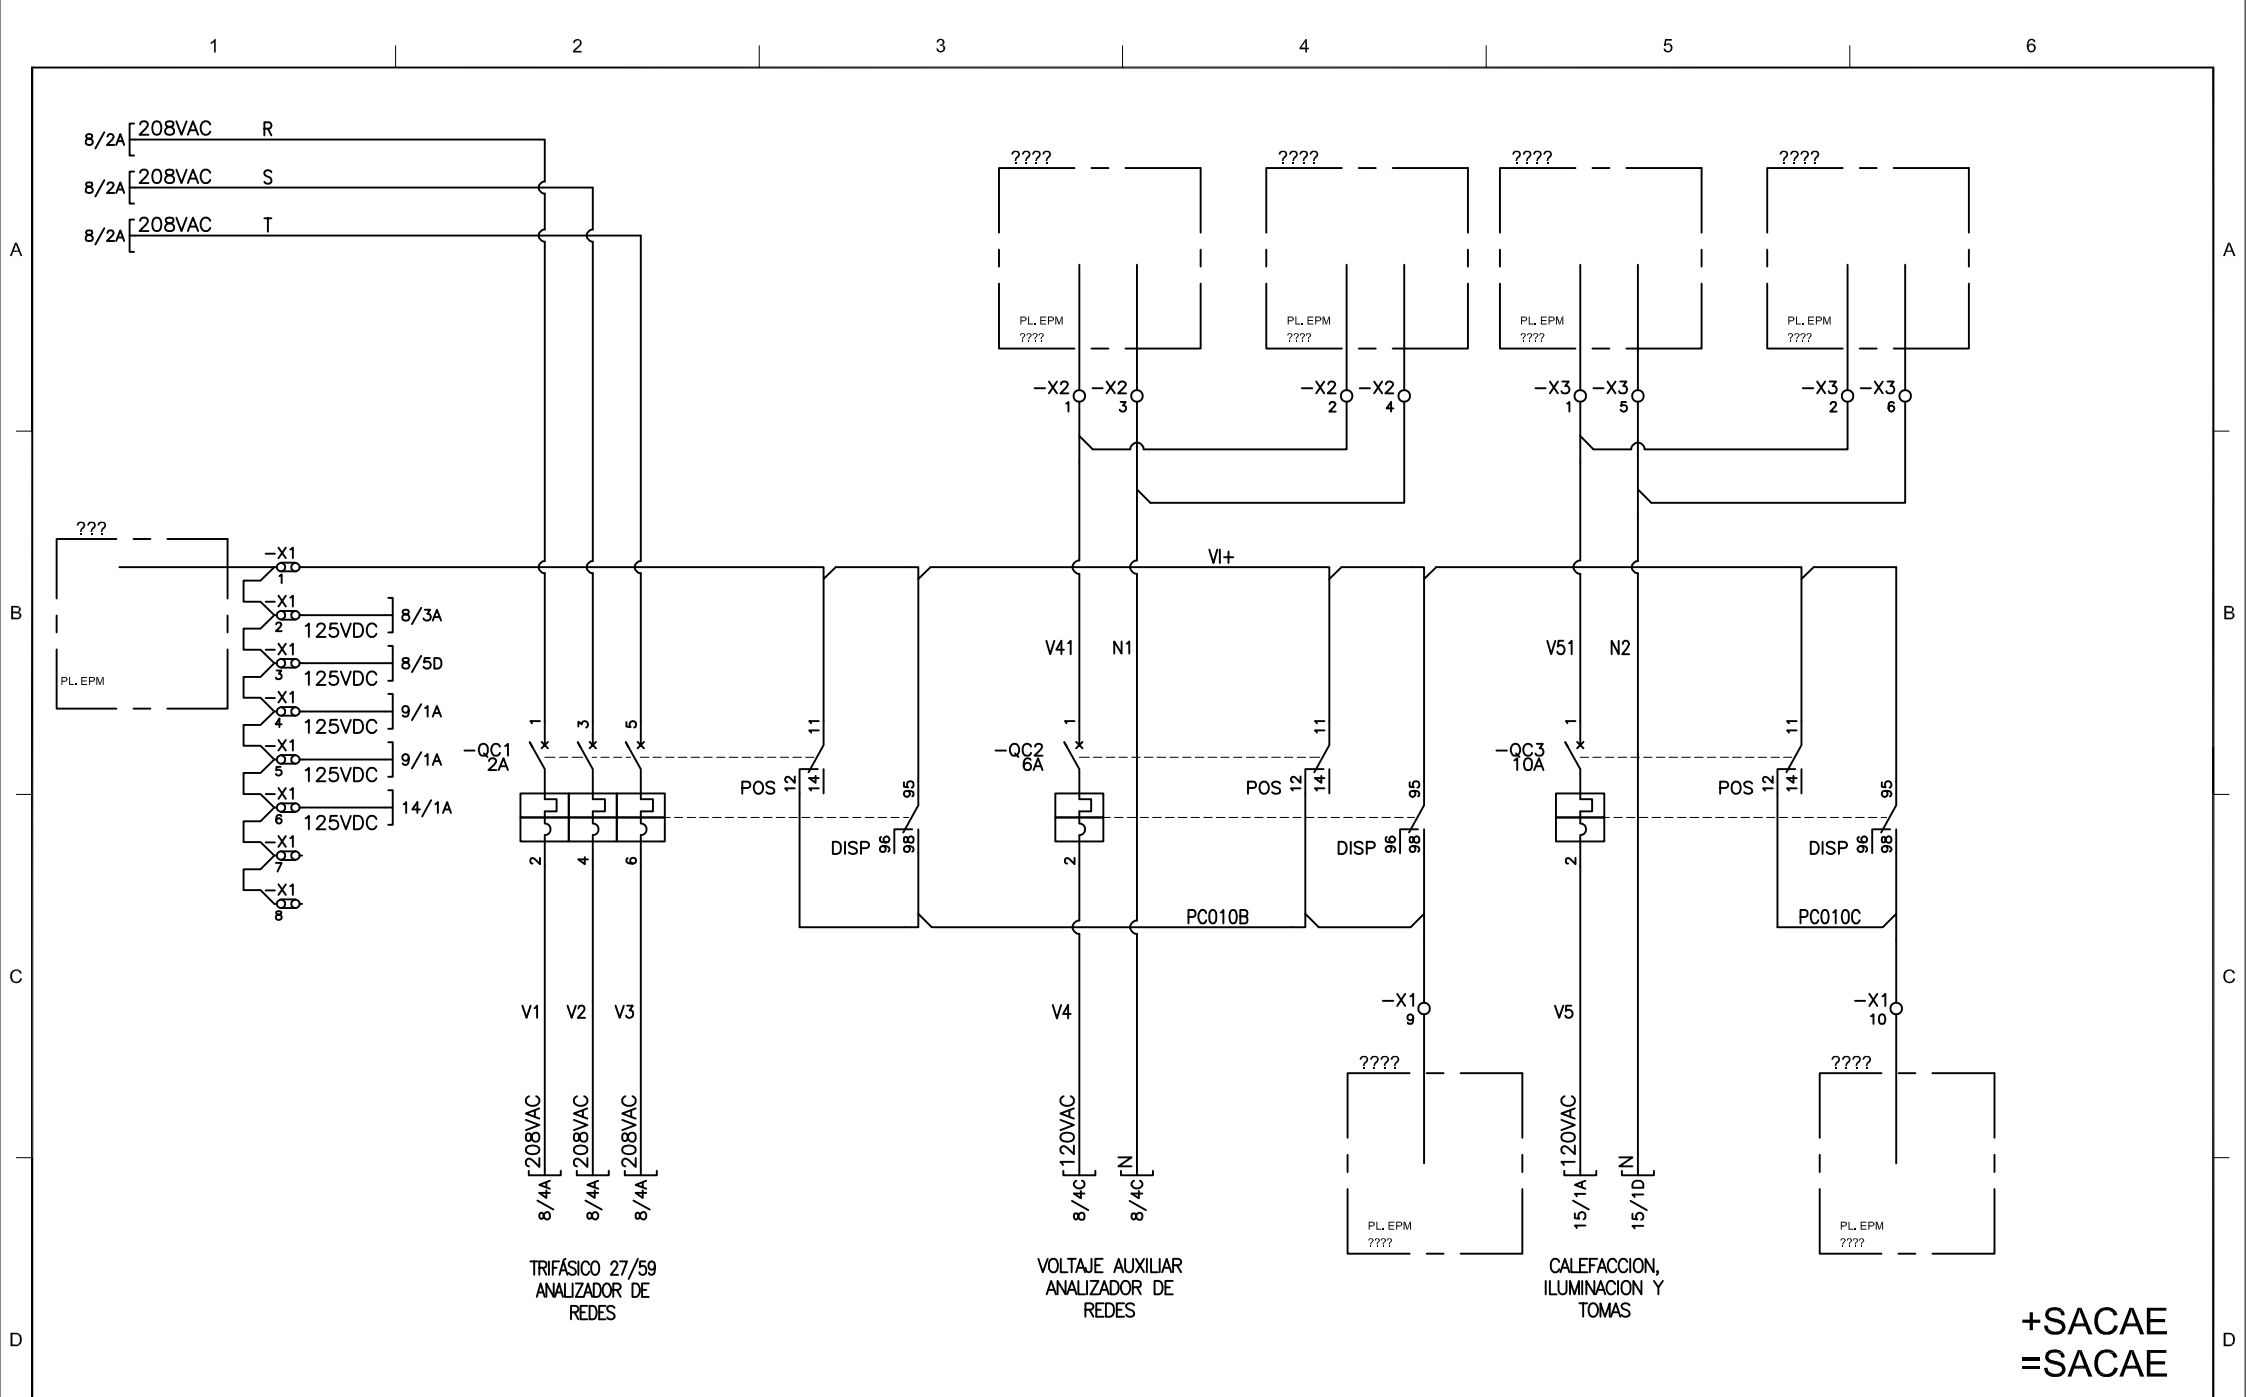 1 2 3 4 5 6
8/2A 208VAC R
8/2A 208VAC S
8/2A 208VAC T
A A
???? ???? ???? ????
PL. EPM PL. EPM PL. EPM PL. EPM
???? ???? ???? ????
-X2 -X2 -X2 -X2 -X3 -X3 -X3 -X3
1 3 2 4 1 5 2 6
???
PL. EPM
VI+
-X1
1
-X1
2 125VDC 8/3A
-X1
3 125VDC 8/5D
-X1
4 125VDC 9/1A
-X1
5 125VDC 9/1A
-X1
6 125VDC 14/1A
-X1
7
-X1
8
B B
V41 N1 V51 N2
1 3 5 11 1 11 1 11
-QC1
2A
-QC2
6A
-QC3
10A
POS 12 14 POS 12 14 POS 12 14
95 95 95
DISP 96 98 DISP 96 98 DISP 96 98
2 4 6 2 2
PC010B PC010C
C C
V1 V2 V3 V4 V5
-X1
9
-X1
10
???? ????
PL. EPM PL. EPM
???? ????
208VAC 208VAC 208VAC 120VAC N 120VAC N
8/4A 8/4A 8/4A 8/4C 8/4C 15/1A 15/1D
TRIFÁSICO 27/59
ANALIZADOR DE
REDES
VOLTAJE AUXILIAR
ANALIZADOR DE
REDES
CALEFACCION,
ILUMINACION Y
TOMAS
D D
+SACAE
=SACAE